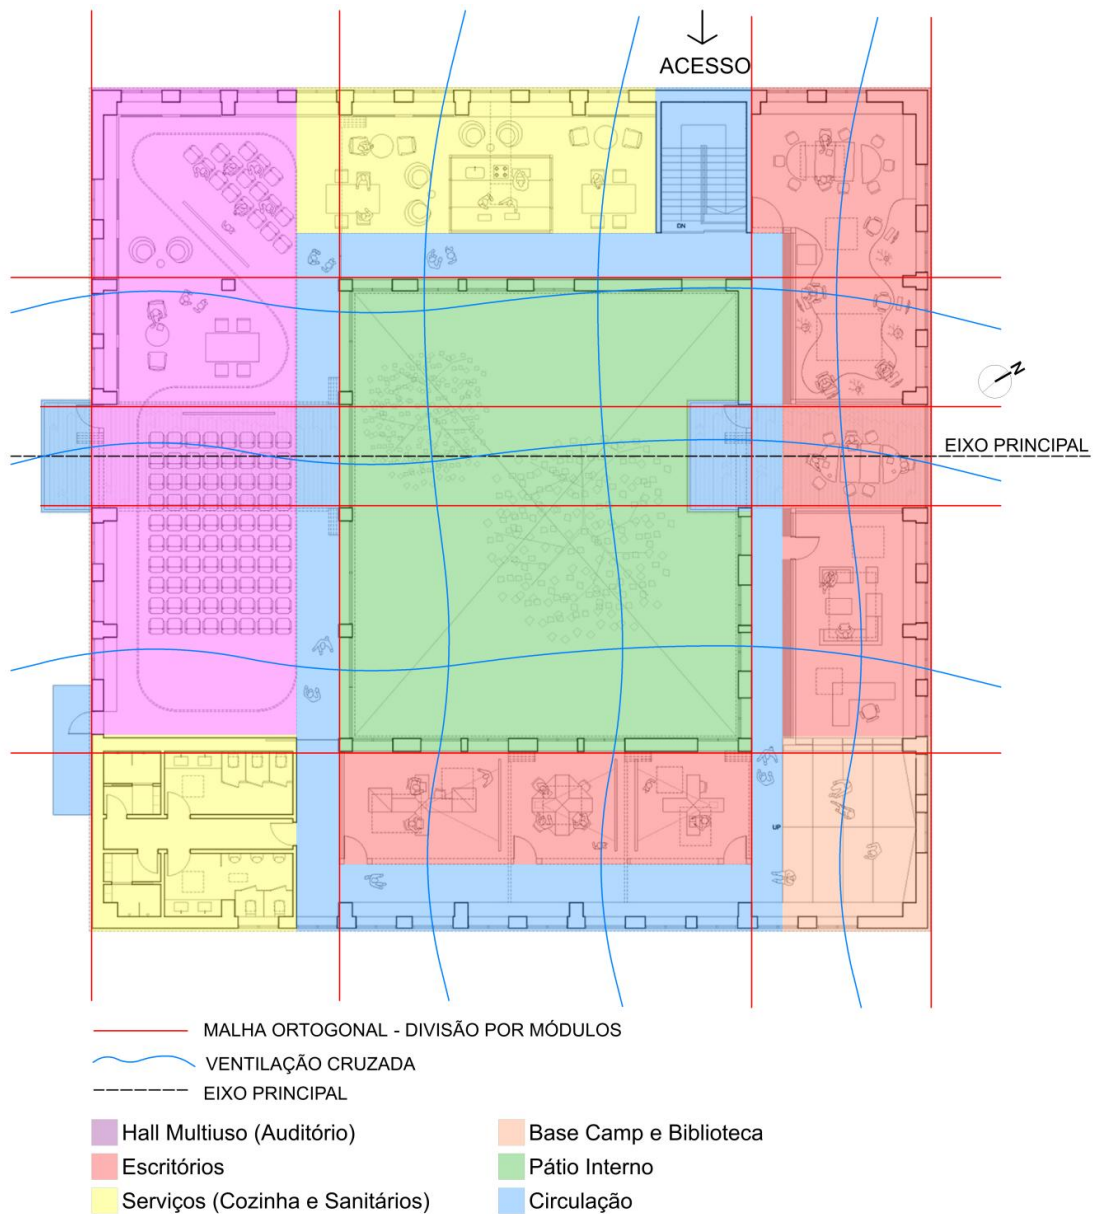 ACESSO
DN
N
EIXO PRINCIPAL
UP
MALHA ORTOGONAL - DIVISÃO POR MÓDULOS
VENTILAÇÃO CRUZADA
EIXO PRINCIPAL
Hall Multiuso (Auditório)
Base Camp e Biblioteca
Escritórios
Pátio Interno
Serviços (Cozinha e Sanitários)
Circulação